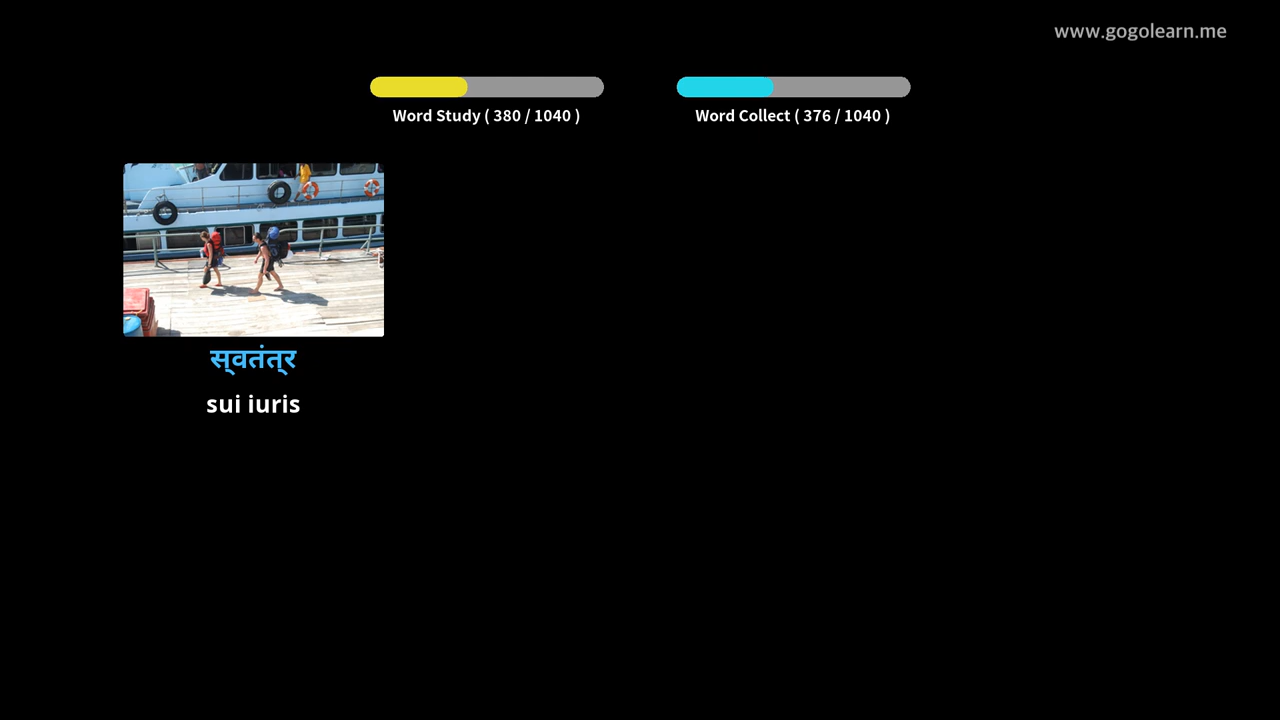 www.gogolearn.me
Word Study ( 380 / 1040 )
Word Collect ( 376 / 1040 )
स्वतंत्र
sui iuris